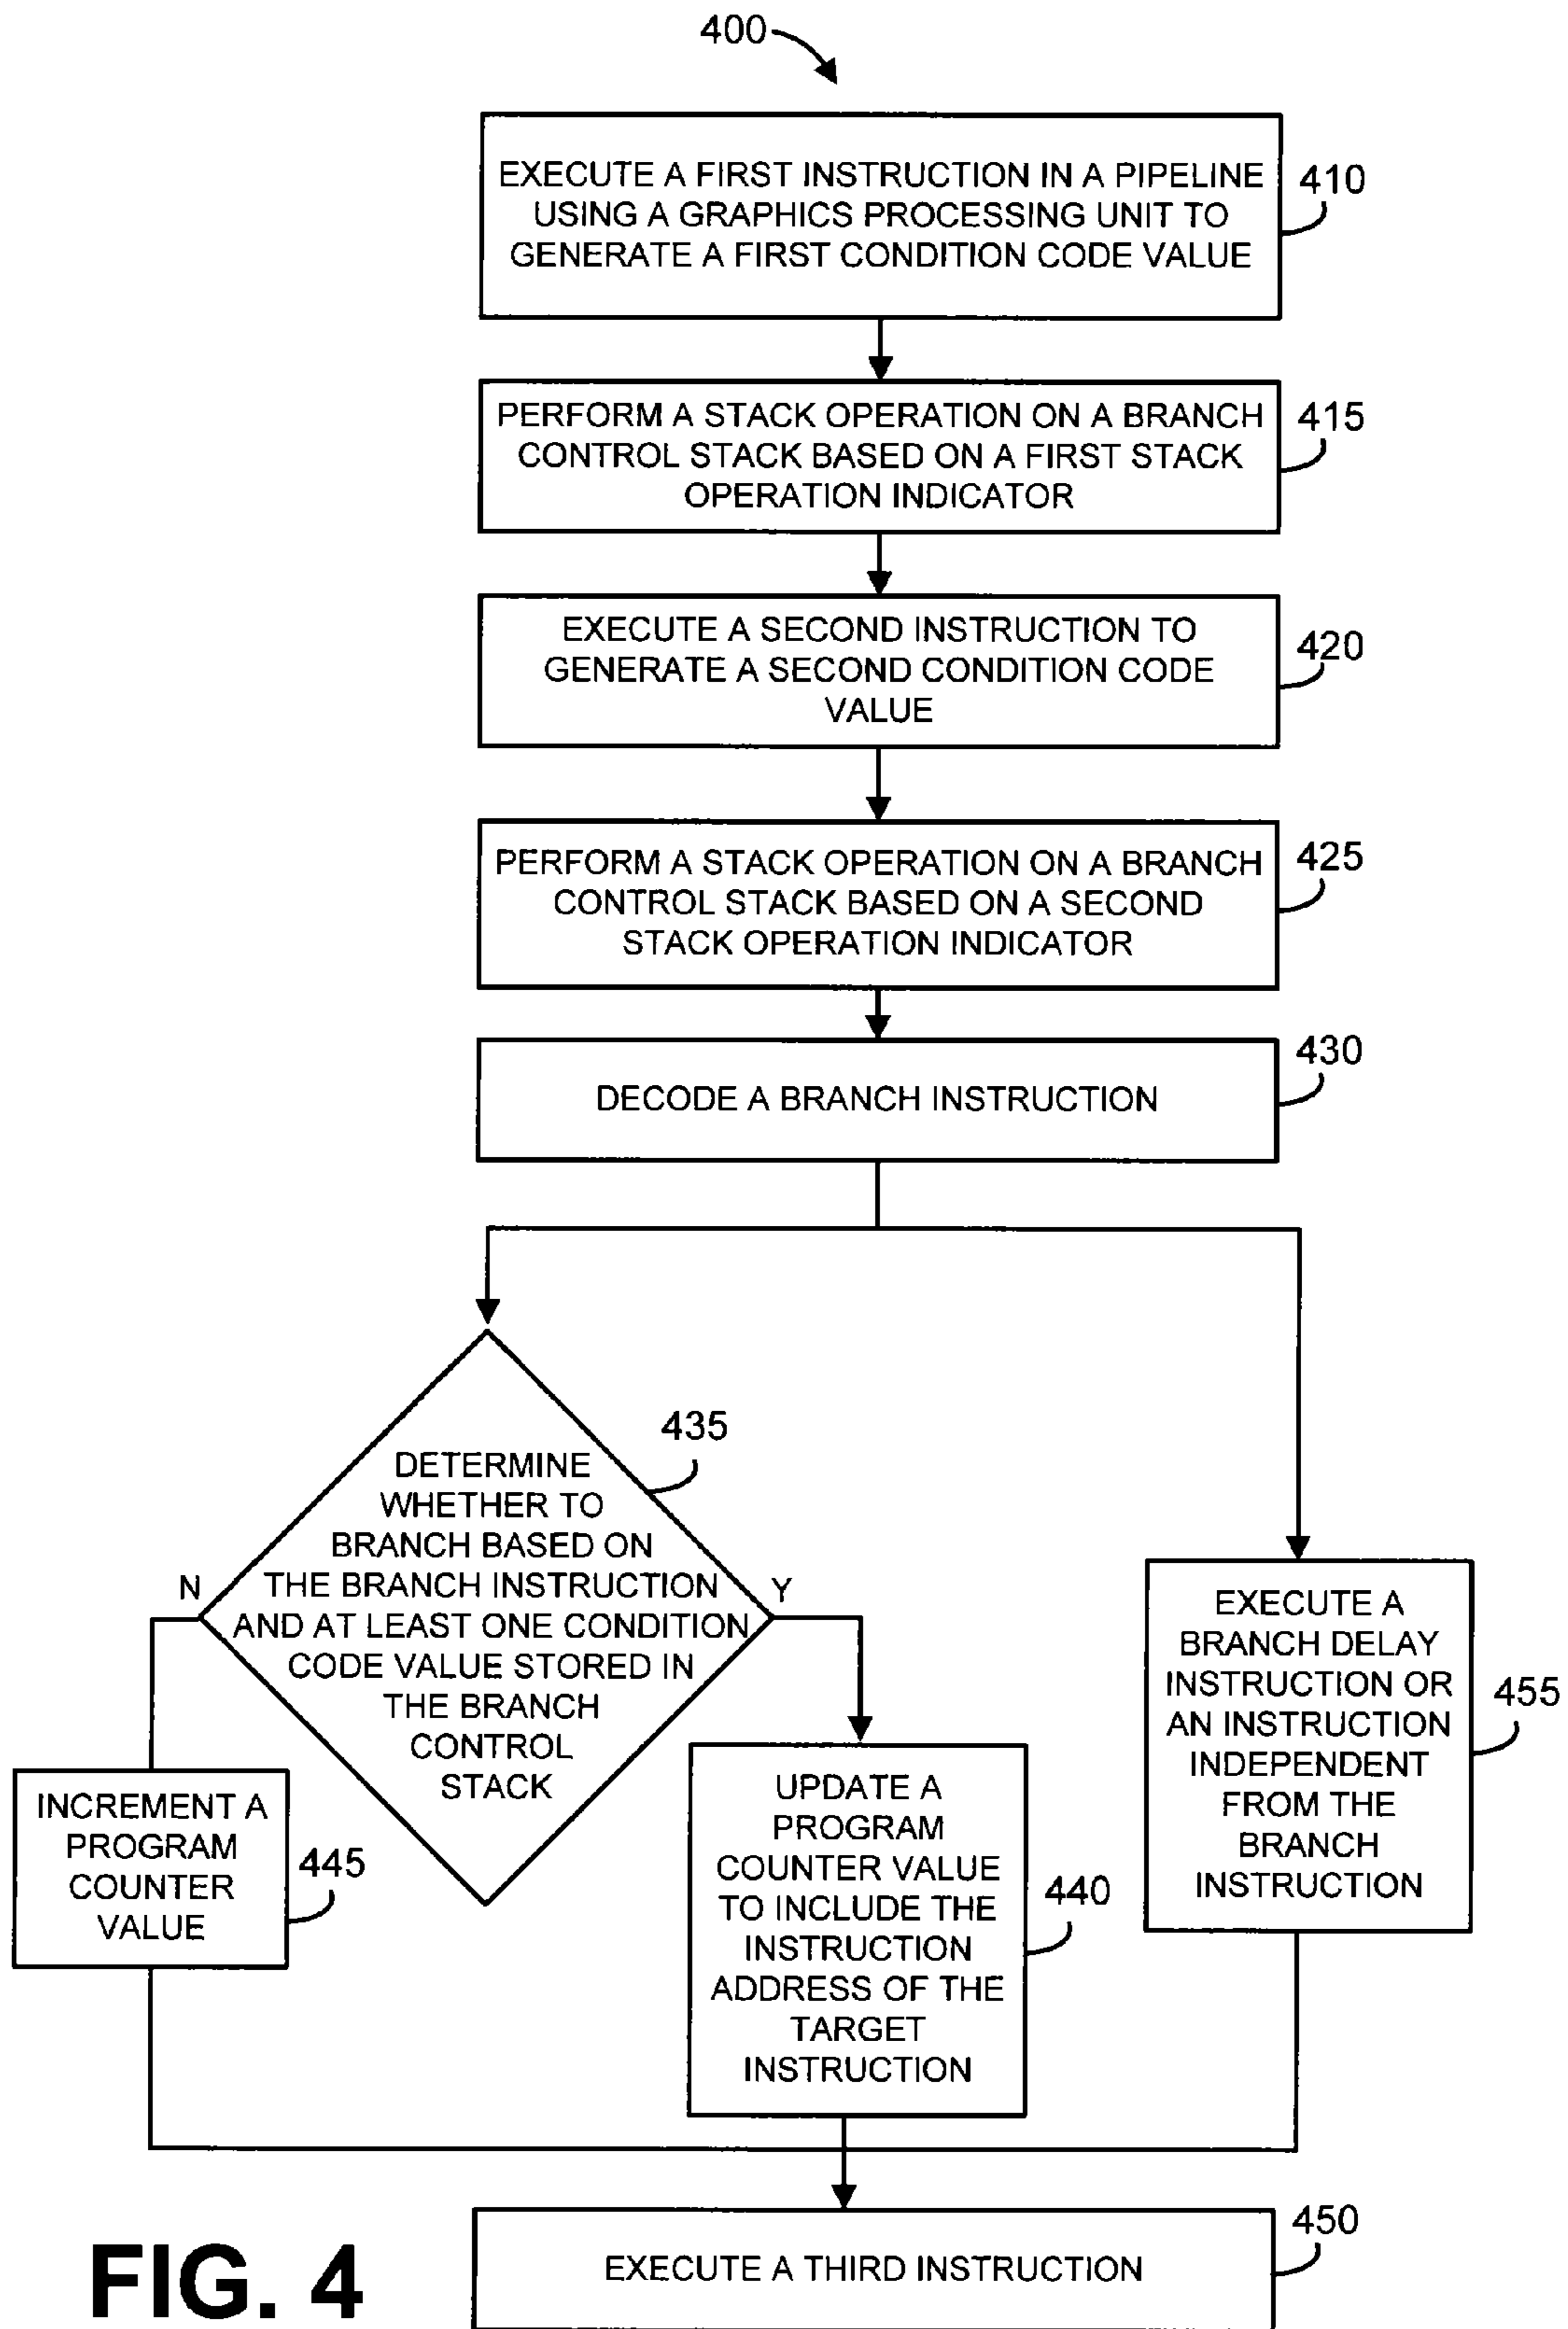 400
EXECUTE A FIRST INSTRUCTION IN A PIPELINE
USING A GRAPHICS PROCESSING UNIT TO
GENERATE A FIRST CONDITION CODE VALUE
410
PERFORM A STACK OPERATION ON A BRANCH
CONTROL STACK BASED ON A FIRST STACK
OPERATION INDICATOR
415
EXECUTE A SECOND INSTRUCTION TO
GENERATE A SECOND CONDITION CODE
VALUE
420
PERFORM A STACK OPERATION ON A BRANCH
CONTROL STACK BASED ON A SECOND
STACK OPERATION INDICATOR
425
DECODE A BRANCH INSTRUCTION
430
DETERMINE
WHETHER TO
BRANCH BASED ON
THE BRANCH INSTRUCTION
AND AT LEAST ONE CONDITION
CODE VALUE STORED IN
THE BRANCH
CONTROL
STACK
435
N
Y
INCREMENT A
PROGRAM
COUNTER
VALUE
445
UPDATE A
PROGRAM
COUNTER VALUE
TO INCLUDE THE
INSTRUCTION
ADDRESS OF THE
TARGET
INSTRUCTION
440
EXECUTE A
BRANCH DELAY
INSTRUCTION OR
AN INSTRUCTION
INDEPENDENT
FROM THE
BRANCH
INSTRUCTION
455
EXECUTE A THIRD INSTRUCTION
450
FIG. 4